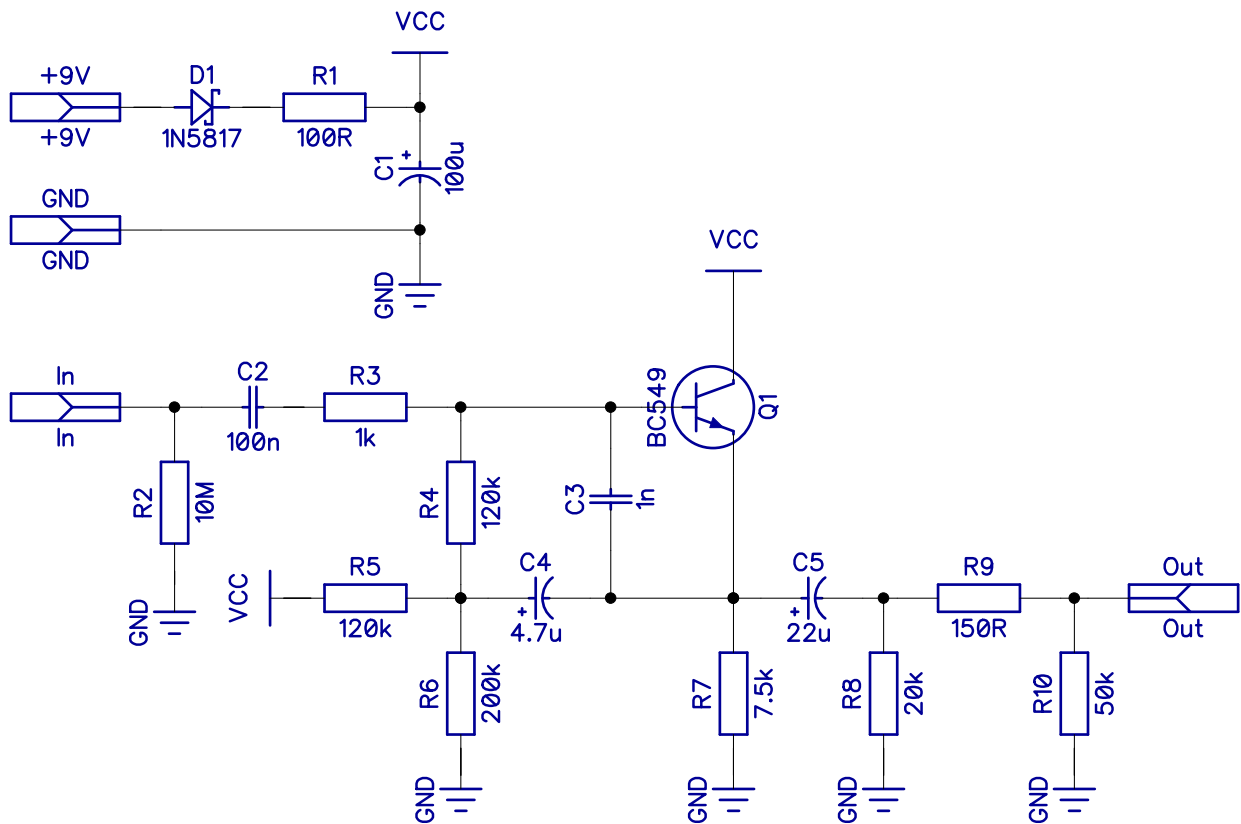 VCC
+9V
D1
R1
+9V
1N5817
100R
C1
+
100u
GND
GND
GND
VCC
In
C2
R3
BC549
Q1
In
100n
1k
R2
10M
R4
120k
C3
1n
GND
VCC
R5
120k
C4
+
4.7u
C5
+
22u
R9
150R
Out
Out
R6
200k
R7
7.5k
R8
20k
R10
50k
GND
GND
GND
GND